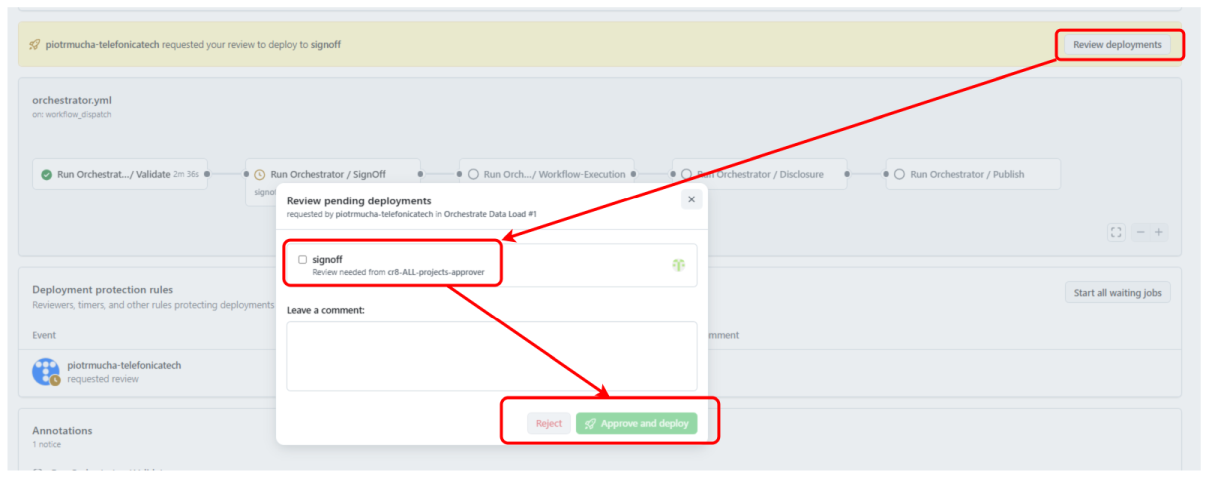 piotrmucha-telefonicatech requested your review to deploy to signoff
Review deployments
orchestrator.yml
on: workflow_dispatch
Run Orchestrat.../ Validate 2m 36s
Run Orchestrator / SignOff
Run Orch.../ Workflow-Execution
Run Orchestrator / Disclosure
Run Orchestrator / Publish
signo
Review pending deployments
requested by piotrmucha-telefonicatech in Orchestrate Data Load #1
signoff
Review needed from cr8-ALL-projects-approver
Deployment protection rules
Reviewers, timers, and other rules protecting deployments
Start all waiting jobs
Leave a comment:
Event
mment
piotrmucha-telefonicatech
requested review
Reject
Approve and deploy
Annotations
1 notice